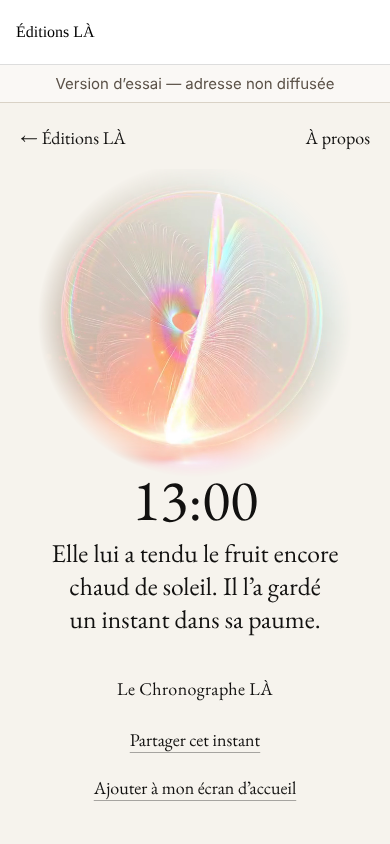 Éditions LÀ
Version d’essai — adresse non diffusée
← Éditions LÀ
À propos
13:00
Elle lui a tendu le fruit encore
chaud de soleil. Il l’a gardé
un instant dans sa paume.
Le Chronographe LÀ
Partager cet instant
Ajouter à mon écran d’accueil